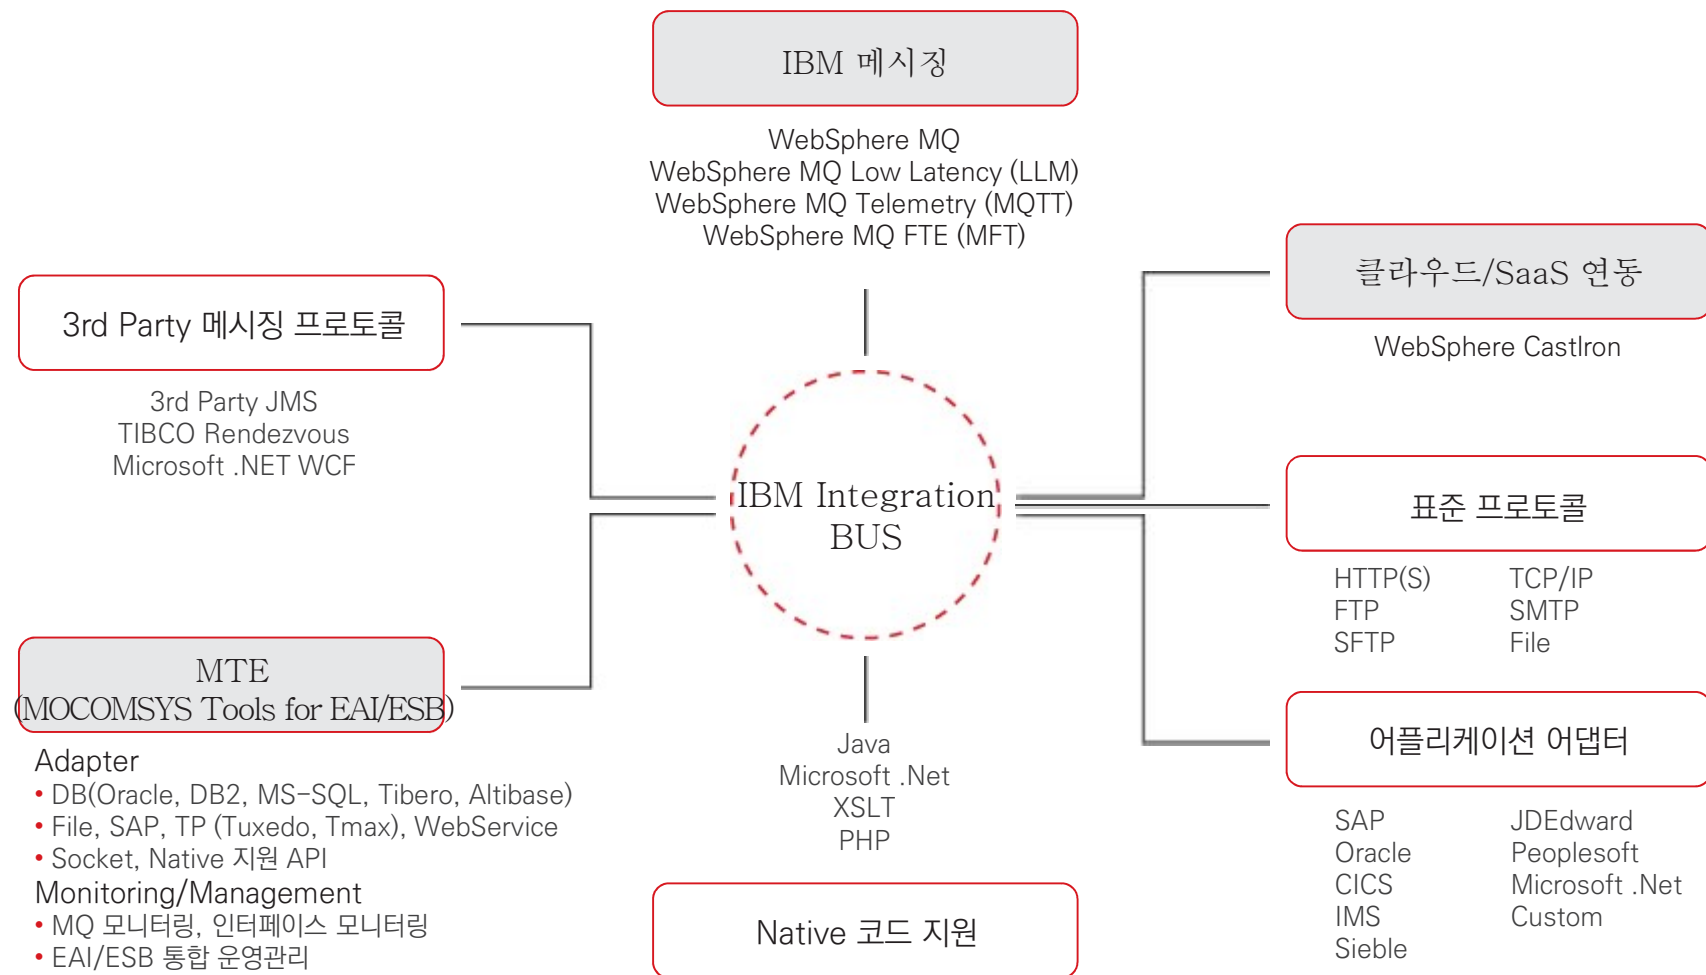 IBM 메시징
WebSphere MQ
WebSphere MQ Low Latency (LLM)
WebSphere MQ Telemetry (MQTT)
WebSphere MQ FTE (MFT)
3rd Party 메시징 프로토콜
3rd Party JMS
TIBCO Rendezvous
Microsoft .NET WCF
MTE
(MOCOMSYS Tools for EAI/ESB)
Adapter
• DB(Oracle, DB2, MS-SQL, Tibero, Altibase)
• File, SAP, TP (Tuxedo, Tmax), WebService
• Socket, Native 지원 API
Monitoring/Management
• MQ 모니터링, 인터페이스 모니터링
• EAI/ESB 통합 운영관리
IBM Integration
BUS
Java
Microsoft .Net
XSLT
PHP
Native 코드 지원
클라우드/SaaS 연동
WebSphere CastIron
표준 프로토콜
HTTP(S) TCP/IP
FTP SMTP
SFTP File
어플리케이션 어댑터
SAP JDEdward
Oracle Peoplesoft
CICS Microsoft .Net
IMS Custom
Sieble